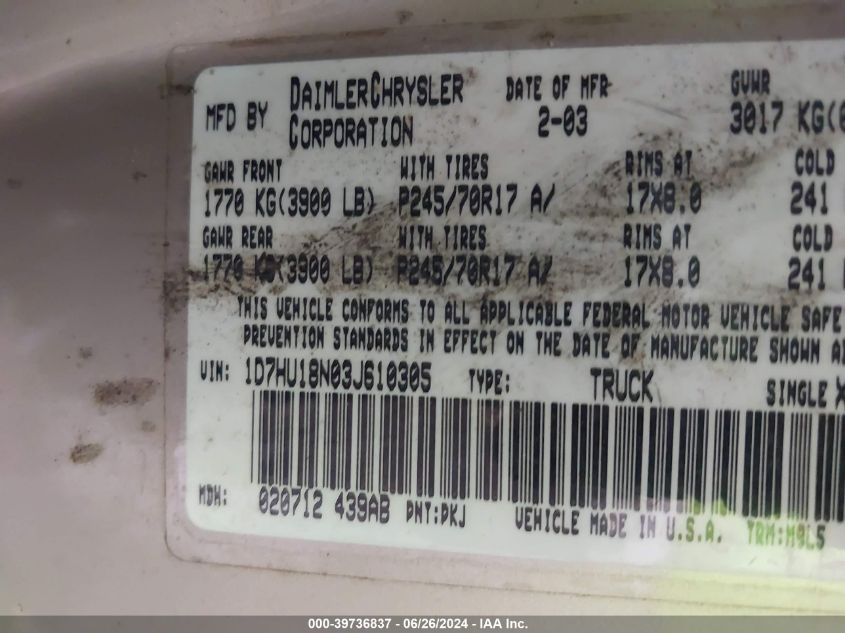 MFD BY DAIMLERCHRYSLER CORPORATION DATE OF MFR 2-03 GVWR 3017 KG(
GAWR FRONT WITH TIRES RIMS AT COLD
1770 KG(3900 LB) P245/70R17 A/ 17X8.0 241
GAWR REAR WITH TIRES RIMS AT COLD
1770 KG(3900 LB) P245/70R17 A/ 17X8.0 241
THIS VEHICLE CONFORMS TO ALL APPLICABLE FEDERAL MOTOR VEHICLE SAFE
PREVENTION STANDARDS IN EFFECT ON THE DATE OF MANUFACTURE SHOWN
VIN: 1D7HU18N03J610305 TYPE: TRUCK SINGLE X
MDH: 020712 439AB PNT:PKJ VEHICLE MADE IN U.S.A. TRM:M9L5
000-39736837 - 06/26/2024 - IAA Inc.